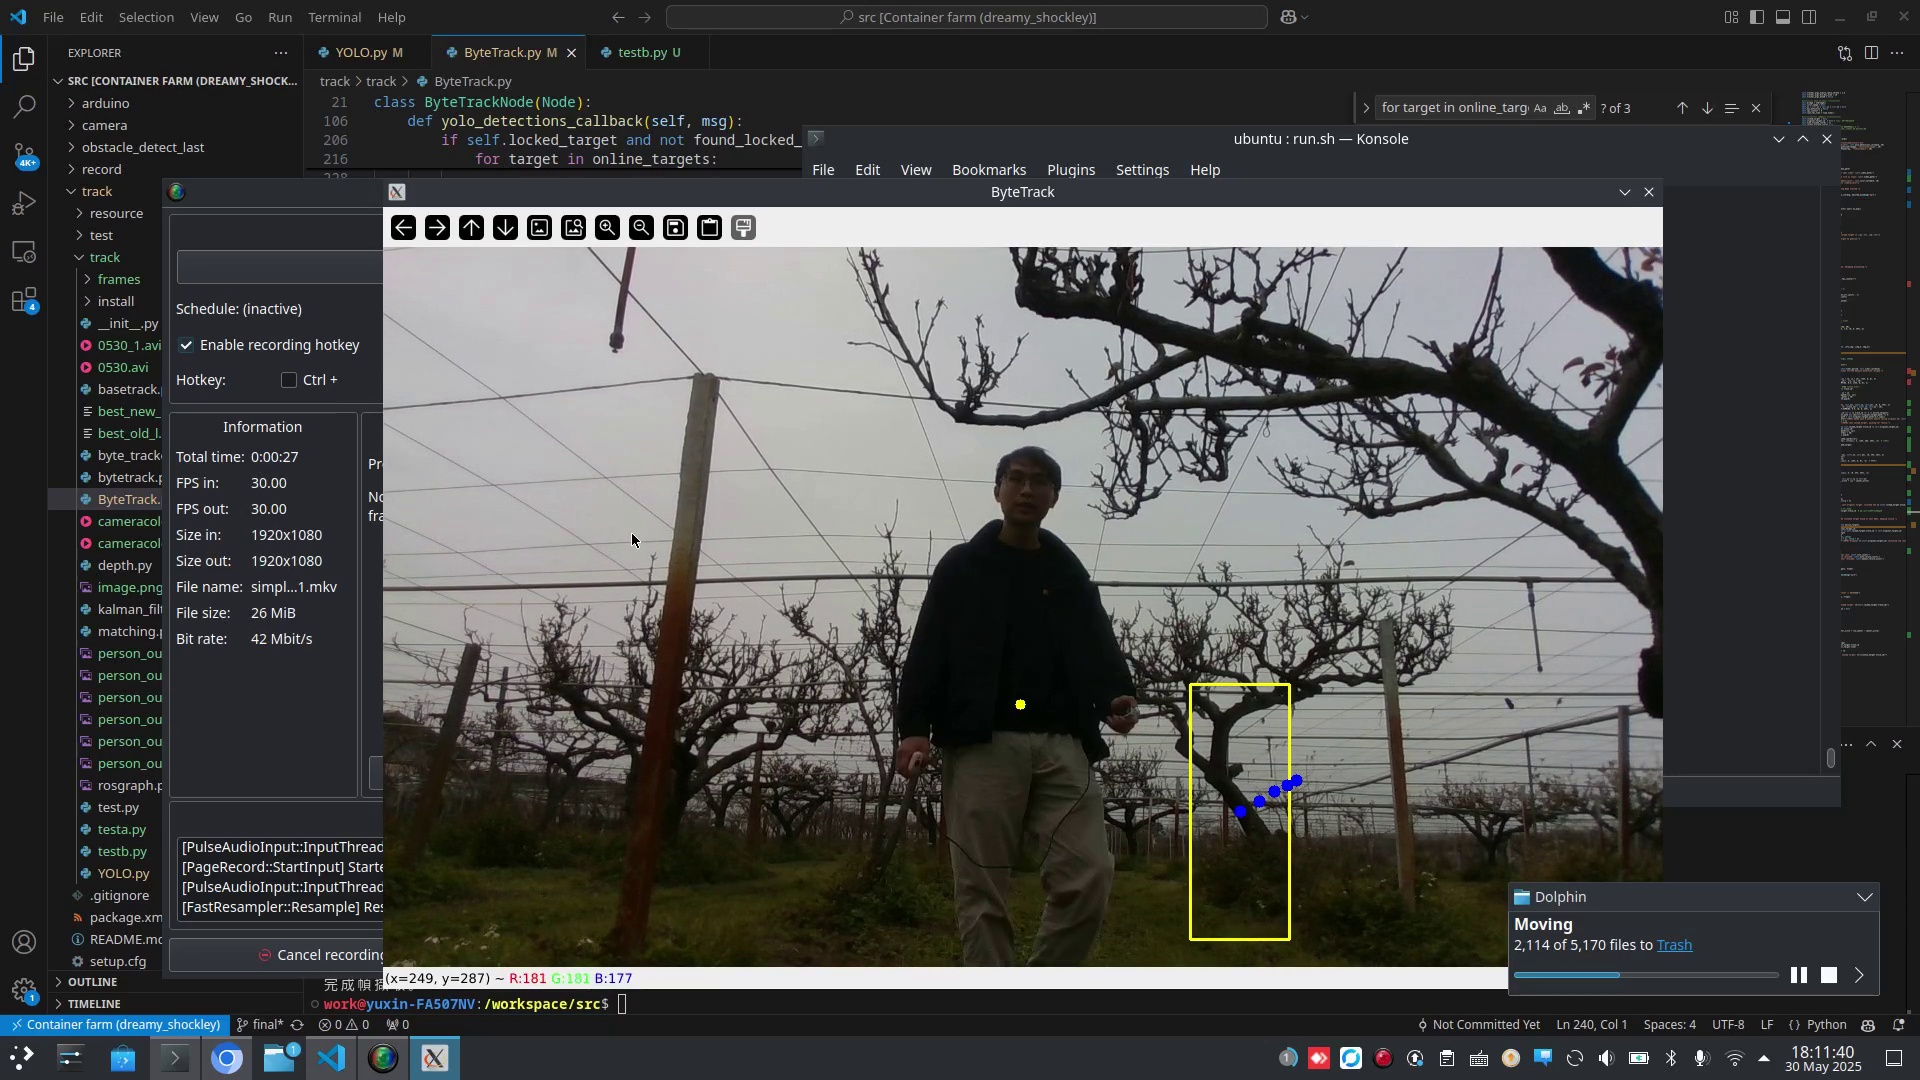 File Edit Selection View Go Run Terminal Help
src [Container farm (dreamy_shockley)]
EXPLORER
YOLO.py M
ByteTrack.py M
testb.py U
SRC [CONTAINER FARM (DREAMY_SHOCK...
track > track > ByteTrack.py
arduino
camera
obstacle_detect_last
record
track
resource
test
track
frames
install
__init__.py
0530_1.avi
0530.avi
basetrack.
best_new_
best_old_l.
byte_track
bytetrack.p
ByteTrack.
cameracol
cameracol
depth.py
image.png
kalman_filt
matching.p
person_ou
person_ou
person_ou
person_ou
person_ou
person_ou
rosgraph.p
test.py
testa.py
testb.py
YOLO.py
.gitignore
package.xm
README.md
setup.cfg
OUTLINE
TIMELINE
4K+
4
1
21 class ByteTrackNode(Node):
106 def yolo_detections_callback(self, msg):
206 if self.locked_target and not found_locked_
216 for target in online_targets:
for target in online_targ
Aa ab
? of 3
ubuntu : run.sh — Konsole
File Edit View Bookmarks Plugins Settings Help
ByteTrack
Schedule: (inactive)
Enable recording hotkey
Hotkey: Ctrl +
Information
Total time: 0:00:27
FPS in: 30.00
FPS out: 30.00
Size in: 1920x1080
Size out: 1920x1080
File name: simpl...1.mkv
File size: 26 MiB
Bit rate: 42 Mbit/s
Pr
No
fra
[PulseAudioInput::InputThread
[PageRecord::StartInput] Starte
[PulseAudioInput::InputThread
[FastResampler::Resample] Res
Cancel recording
(x=249, y=287) ~ R:181 G:181 B:177
work@yuxin-FA507NV:/workspace/src$
Dolphin
Moving
2,114 of 5,170 files to Trash
Container farm (dreamy_shockley) final* 0 0 0 Not Committed Yet Ln 240, Col 1 Spaces: 4 UTF-8 LF {} Python
1
1
18:11:40
30 May 2025